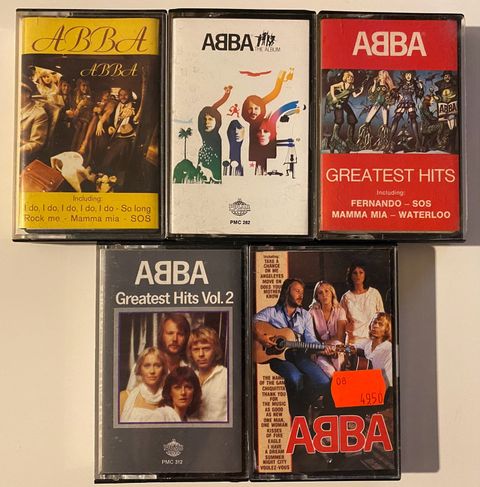 ABBA
ABBA
Including:
I do, I do, I do, I do, I do - So long
Rock me - Mamma mia - SOS
ABBA
THE ALBUM
PMC 282
ABBA
ABBA
GREATEST HITS
Including:
FERNANDO – SOS
MAMMA MIA – WATERLOO
ABBA
Greatest Hits Vol. 2
PMC 312
Including:
TAKE A
CHANCE
ON ME
ANGELEYES
MOVE ON
DOES YOUR
MOTHER
KNOW
THE NAME
OF THE GAME
CHIQUITITA
THANK YOU
FOR
THE MUSIC
AS GOOD
AS NEW
ONE MAN,
ONE WOMAN
KISSES
OF FIRE
EAGLE
I HAVE
A DREAM
SUMMER
NIGHT CITY
VOULEZ-VOUS
08
4950
ABBA